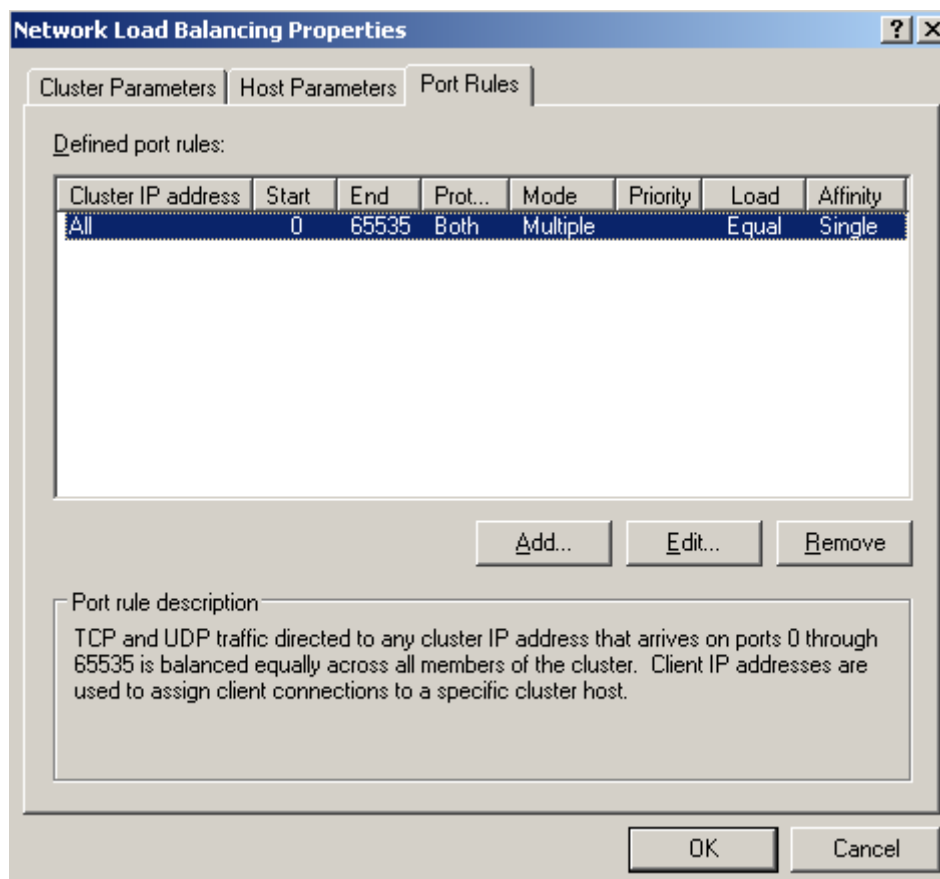 Network Load Balancing Properties
Cluster Parameters Host Parameters Port Rules
Defined port rules:
Cluster IP address Start End Prot... Mode Priority Load Affinity
All 0 65535 Both Multiple Equal Single
Add... Edit... Remove
Port rule description
TCP and UDP traffic directed to any cluster IP address that arrives on ports 0 through
65535 is balanced equally across all members of the cluster. Client IP addresses are
used to assign client connections to a specific cluster host.
OK Cancel